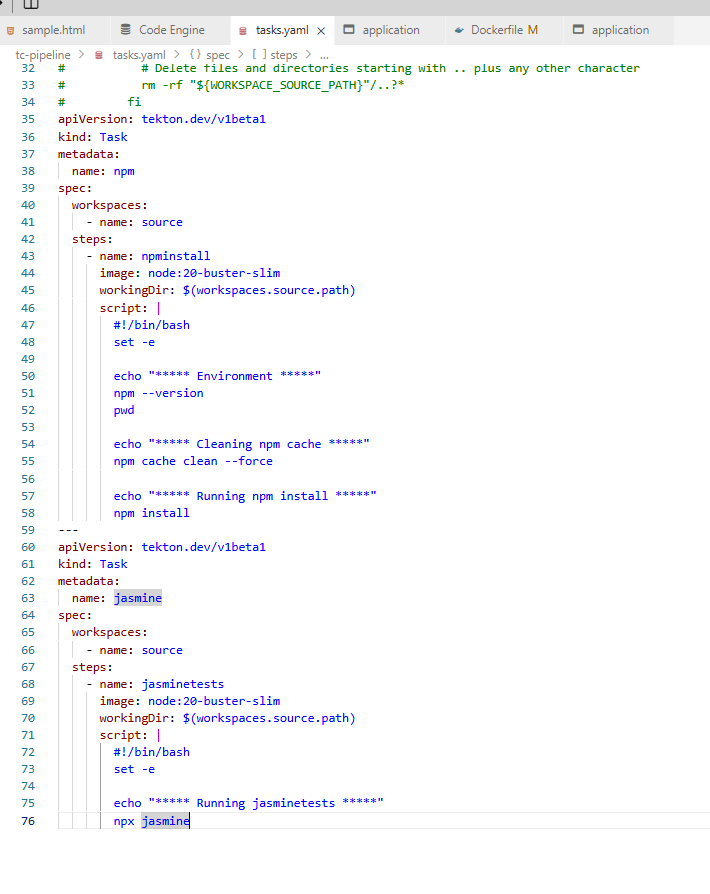 sample.html Code Engine tasks.yaml × application Dockerfile M application
tc-pipeline > tasks.yaml > {} spec > [ ] steps > ...
32 # # Delete files and directories starting with .. plus any other character
33 # rm -rf "${WORKSPACE_SOURCE_PATH}"/..?*
34 # fi
35 apiVersion: tekton.dev/v1beta1
36 kind: Task
37 metadata:
38   name: npm
39 spec:
40   workspaces:
41     - name: source
42   steps:
43     - name: npminstall
44       image: node:20-buster-slim
45       workingDir: $(workspaces.source.path)
46       script: |
47         #!/bin/bash
48         set -e
49
50         echo "***** Environment *****"
51         npm --version
52         pwd
53
54         echo "***** Cleaning npm cache *****"
55         npm cache clean --force
56
57         echo "***** Running npm install *****"
58         npm install
59 ---
60 apiVersion: tekton.dev/v1beta1
61 kind: Task
62 metadata:
63   name: jasmine
64 spec:
65   workspaces:
66     - name: source
67   steps:
68     - name: jasminetests
69       image: node:20-buster-slim
70       workingDir: $(workspaces.source.path)
71       script: |
72         #!/bin/bash
73         set -e
74
75         echo "***** Running jasminetests *****"
76         npx jasmine